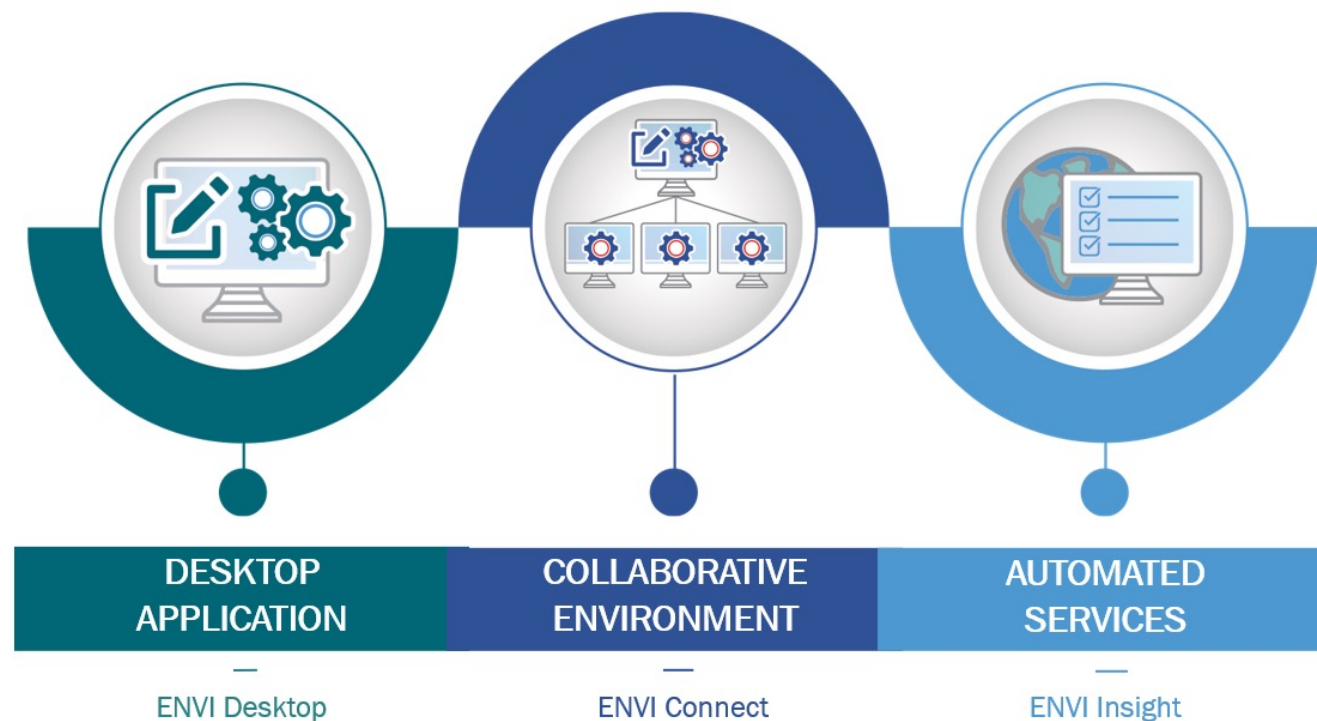 DESKTOP
APPLICATION
COLLABORATIVE
ENVIRONMENT
AUTOMATED
SERVICES
ENVI Desktop
ENVI Connect
ENVI Insight